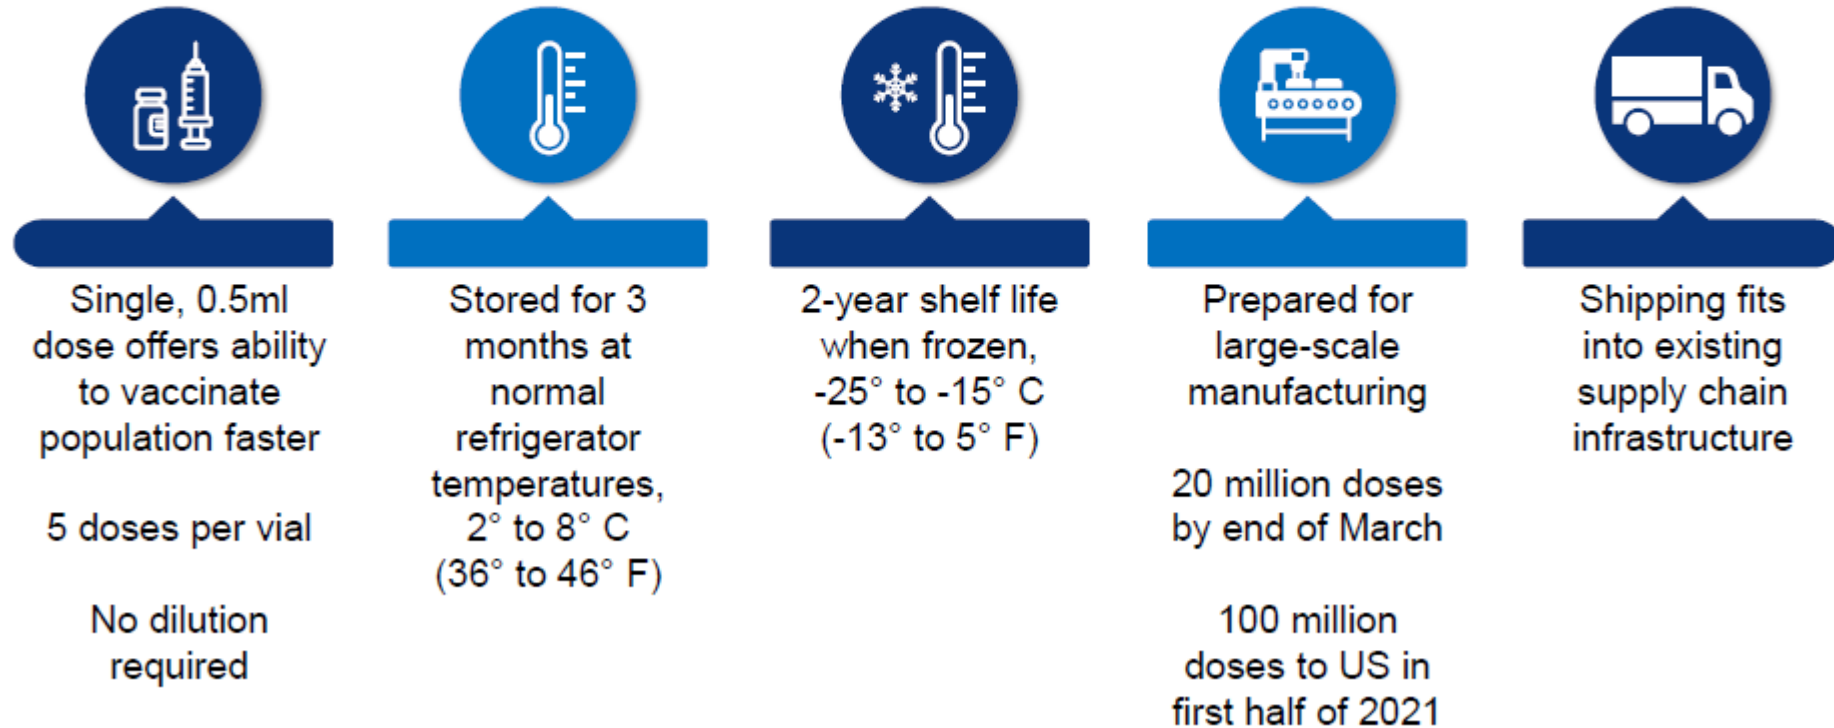 Single, 0.5ml
dose offers ability
to vaccinate
population faster
5 doses per vial
No dilution
required
Stored for 3
months at
normal
refrigerator
temperatures,
2° to 8° C
(36° to 46° F)
2-year shelf life
when frozen,
-25° to -15° C
(-13° to 5° F)
Prepared for
large-scale
manufacturing
20 million doses
by end of March
100 million
doses to US in
first half of 2021
Shipping fits
into existing
supply chain
infrastructure